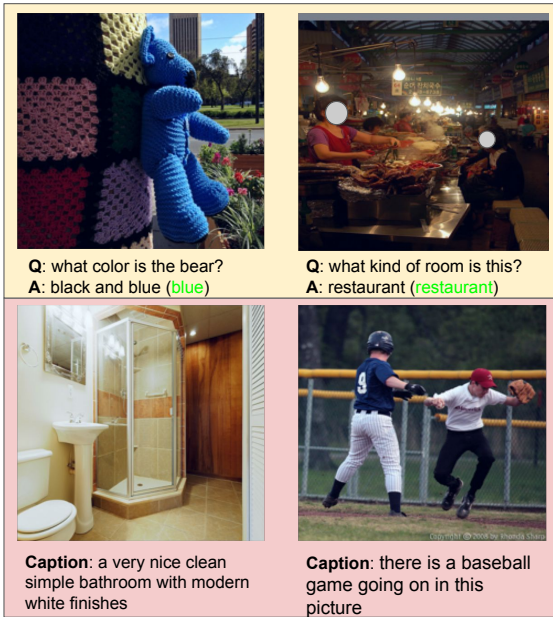 Q: what color is the bear?
A: black and blue (blue)
Q: what kind of room is this?
A: restaurant (restaurant)
9
Caption: a very nice clean
simple bathroom with modern
white finishes
Caption: there is a baseball
game going on in this
picture